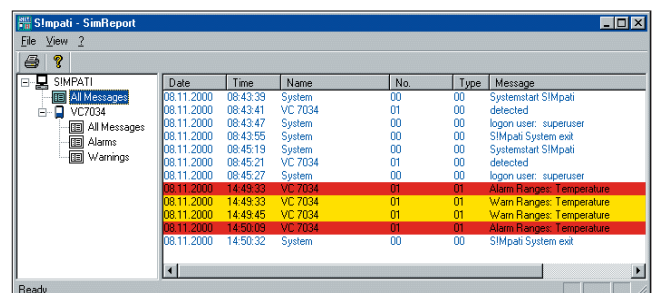 S!mpati - SimReport
File View ?
SIMPATI
All Messages
VC7034
All Messages
Alarms
Warnings
Date Time Name No. Type Message
08.11.2000 08:43:39 System 00 00 Systemstart S!Mpati
08.11.2000 08:43:41 VC 7034 01 00 detected
08.11.2000 08:43:47 System 00 00 logon user: superuser
08.11.2000 08:43:55 System 00 00 S!Mpati System exit
08.11.2000 08:45:19 System 00 00 Systemstart S!Mpati
08.11.2000 08:45:21 VC 7034 01 00 detected
08.11.2000 08:45:27 System 00 00 logon user: superuser
08.11.2000 14:49:33 VC 7034 01 01 Alarm Ranges: Temperature
08.11.2000 14:49:33 VC 7034 01 01 Warn Ranges: Temperature
08.11.2000 14:49:45 VC 7034 01 01 Warn Ranges: Temperature
08.11.2000 14:50:09 VC 7034 01 01 Alarm Ranges: Temperature
08.11.2000 14:50:32 System 00 00 S!Mpati System exit
Ready